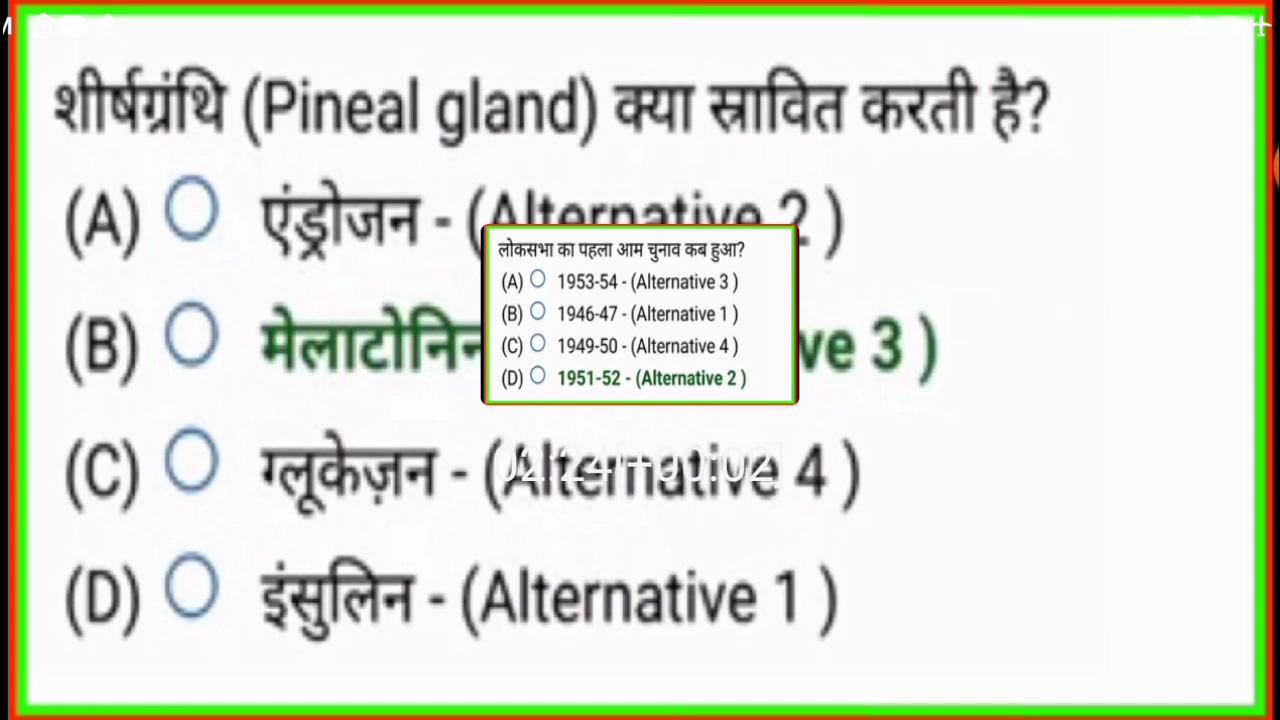 शीर्षग्रंथि (Pineal gland) क्या स्रावित करती है?
(A) एंड्रोजन - (Alternative 2 )
लोकसभा का पहला आम चुनाव कब हुआ?
(A) 1953-54 - (Alternative 3 )
(B) 1946-47 - (Alternative 1 )
(C) 1949-50 - (Alternative 4 )
(D) 1951-52 - (Alternative 2 )
(B) मेलाटोनिन ve 3 )
(C) ग्लूकेज़न - (Alternative 4 )
(D) इंसुलिन - (Alternative 1 )